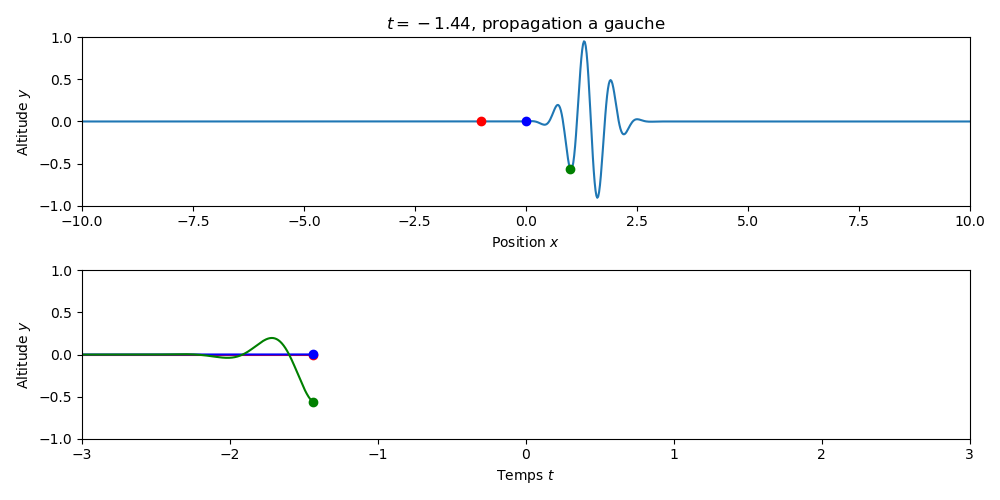 t = −1.44, propagation a gauche
1.0
0.5
0.0
−0.5
−1.0
Altitude y
−10.0 −7.5 −5.0 −2.5 0.0 2.5 5.0 7.5 10.0
Position x
1.0
0.5
0.0
−0.5
−1.0
Altitude y
−3 −2 −1 0 1 2 3
Temps t